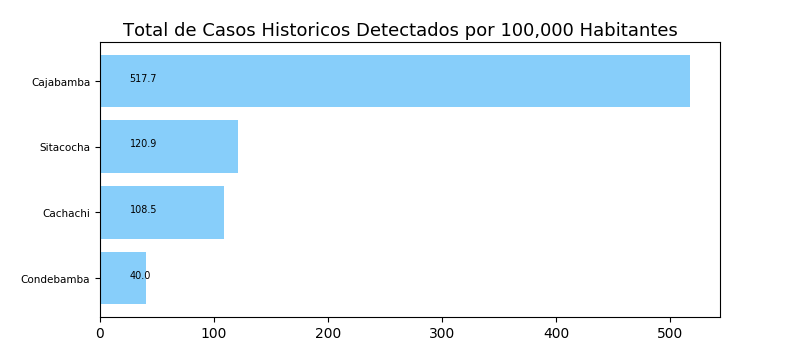 Total de Casos Historicos Detectados por 100,000 Habitantes
Cajabamba 517.7
Sitacocha 120.9
Cachachi 108.5
Condebamba 40.0
0 100 200 300 400 500